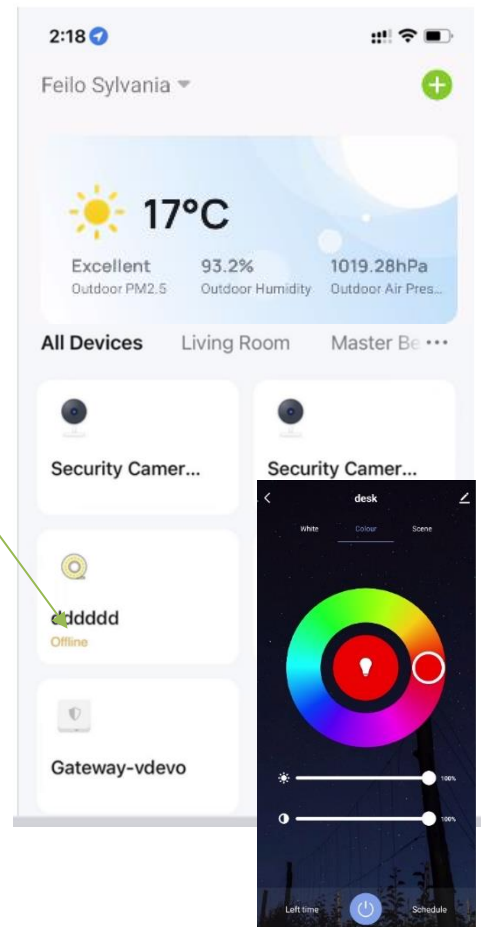 2:18
Feilo Sylvania
17°C
Excellent 93.2% 1019.28hPa
Outdoor PM2.5 Outdoor Humidity Outdoor Air Pres...
All Devices Living Room Master Be ...
Security Camer... Security Camer...
dddddd
Offline
Gateway-vdevo
desk
White Colour Scene
100%
100%
Left time Schedule